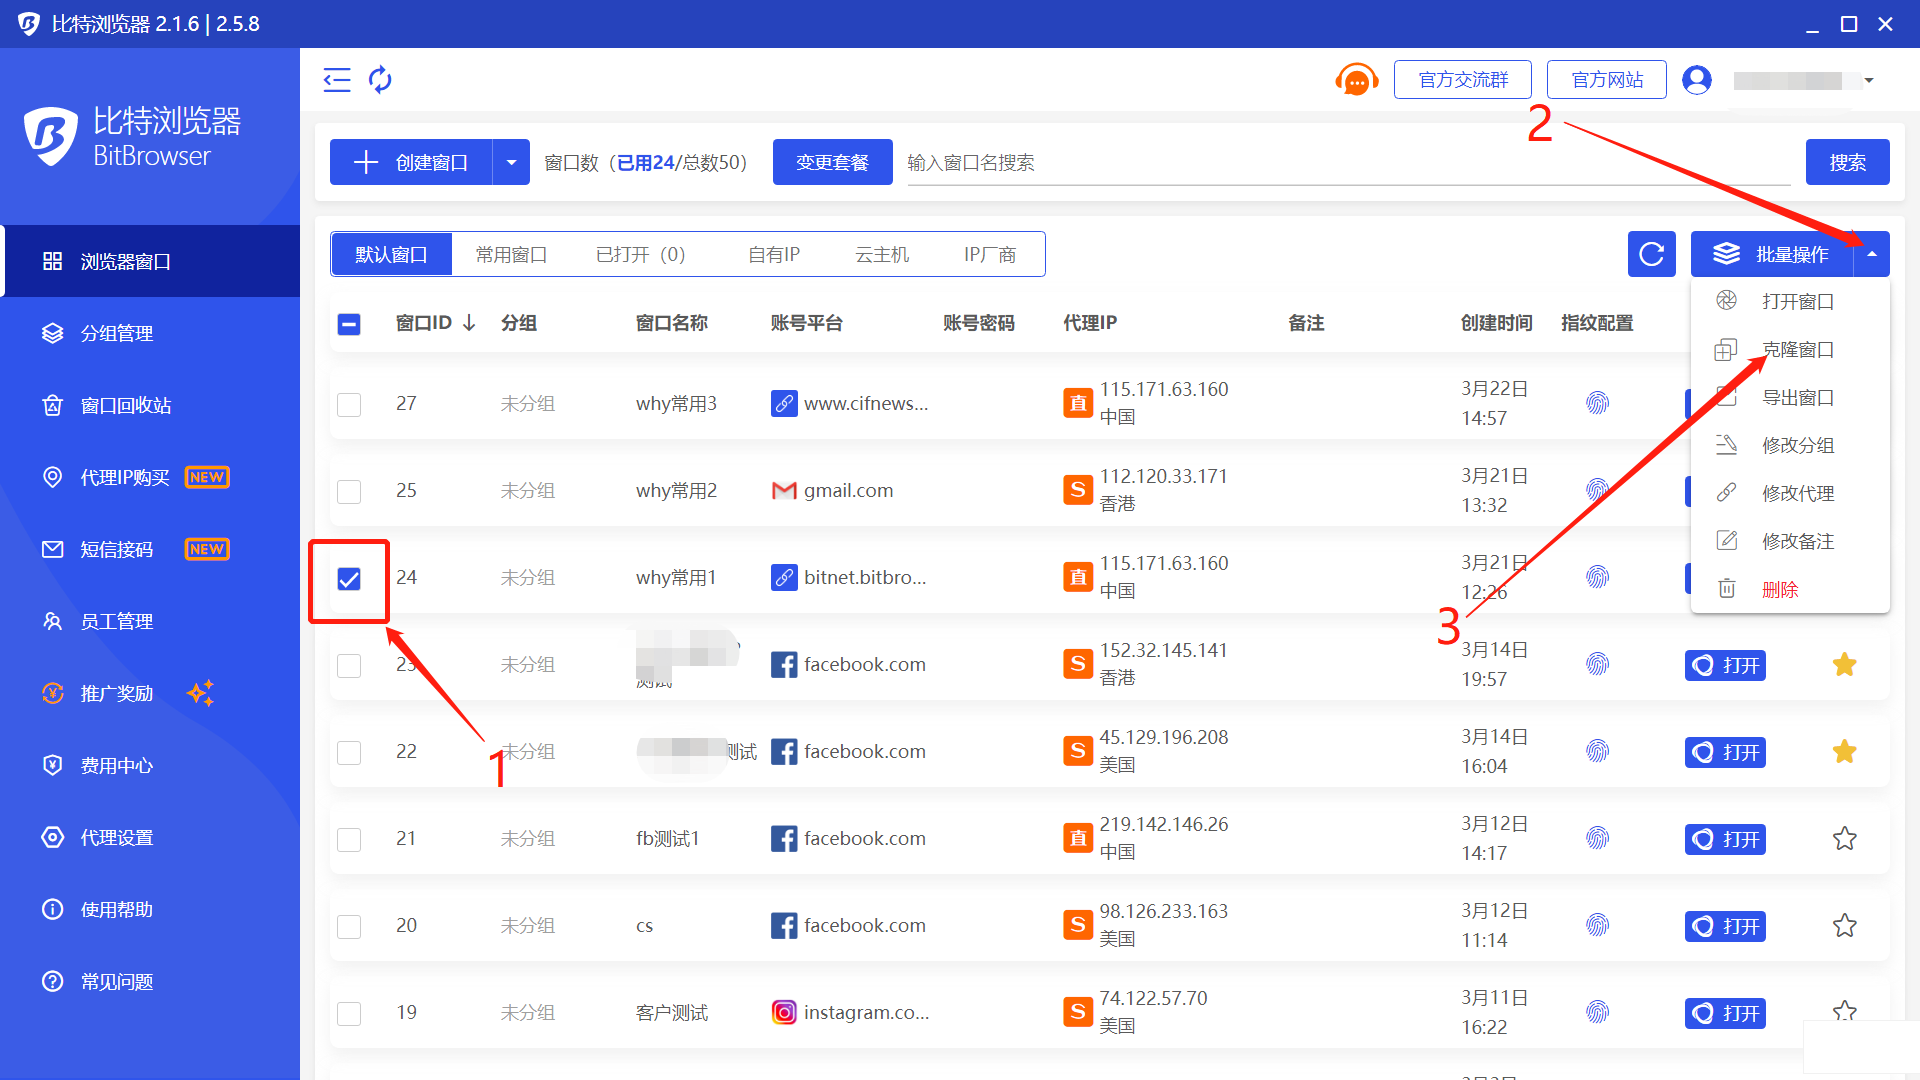 比特浏览器 2.1.6 | 2.5.8
比特浏览器
BitBrowser
官方交流群
官方网站
2
创建窗口
窗口数（已用24/总数50）
变更套餐
输入窗口名搜索
搜索
浏览器窗口
分组管理
窗口回收站
代理IP购买 NEW
短信接码 NEW
员工管理
推广奖励
费用中心
代理设置
使用帮助
常见问题
默认窗口
常用窗口
已打开（0）
自有IP
云主机
IP厂商
批量操作
打开窗口
克隆窗口
导出窗口
修改分组
修改代理
修改备注
删除
窗口ID 分组 窗口名称 账号平台 账号密码 代理IP 备注 创建时间 指纹配置
27 未分组 why常用3 www.cifnews... 直 115.171.63.160 3月22日
中国 14:57
25 未分组 why常用2 gmail.com S 112.120.33.171 3月21日
香港 13:32
24 未分组 why常用1 bitnet.bitbro... 直 115.171.63.160 3月21日
中国 12:26
3
23 未分组 测试 facebook.com S 152.32.145.141 3月14日 打开
香港 19:57
1
22 未分组 测试 facebook.com S 45.129.196.208 3月14日 打开
美国 16:04
21 未分组 fb测试1 facebook.com 直 219.142.146.26 3月12日 打开
中国 14:17
20 未分组 cs facebook.com S 98.126.233.163 3月12日 打开
美国 11:14
19 未分组 客户测试 instagram.co... S 74.122.57.70 3月11日 打开
美国 16:22